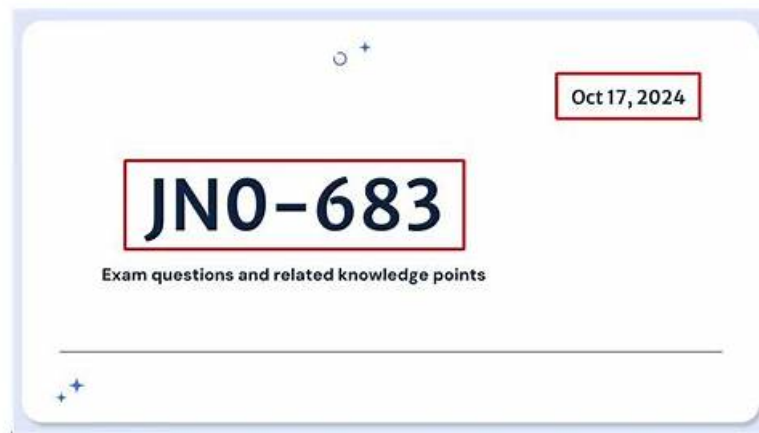 Oct 17, 2024
JN0-683
Exam questions and related knowledge points